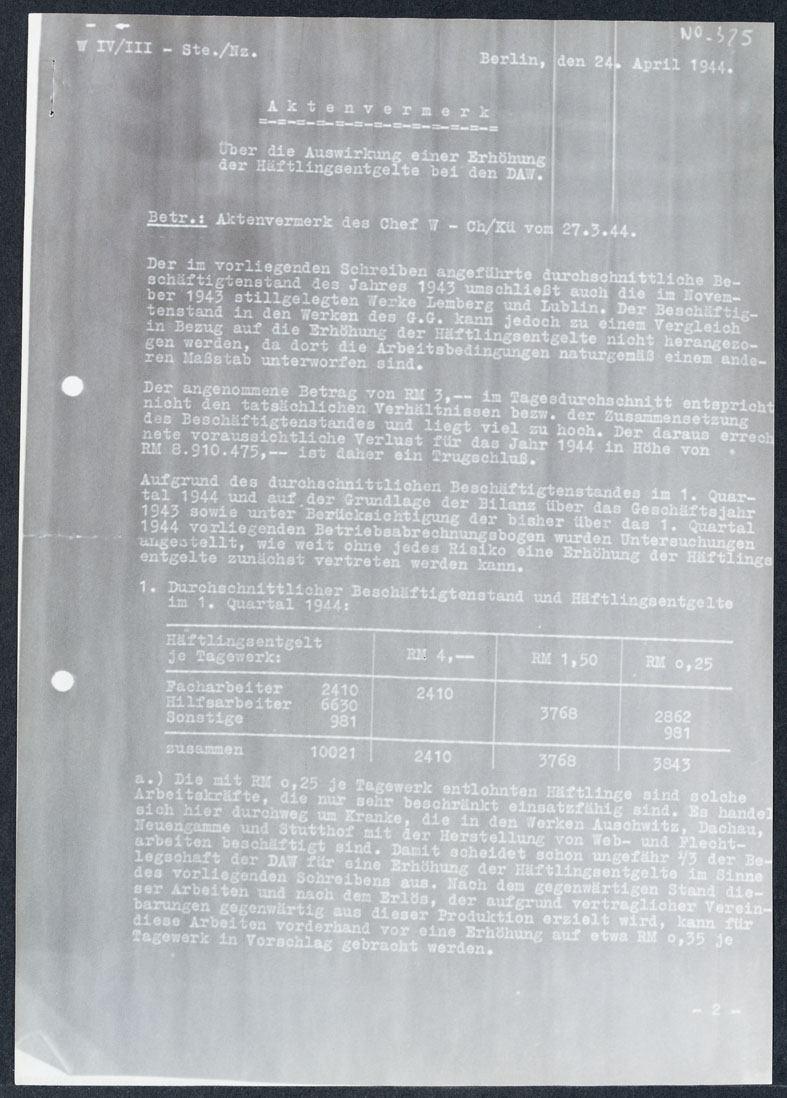 NO-325
W IV/III - Ste./Nz.
Berlin, den 24. April 1944.
A k t e n v e r m e r k
=-=-=-=-=-=-=-=-=-=-=-=
Über die Auswirkung einer Erhöhung
der Häftlingsentgelte bei den DAW.
Betr.: Aktenvermerk des Chef W - Ch/Kü vom 27.3.44.
Der im vorliegenden Schreiben angeführte durchschnittliche Be-
schäftigtenstand des Jahres 1943 umschließt auch die im Novem-
ber 1943 stillgelegten Werke Lemberg und Lublin. Der Beschäftig-
tenstand in den Werken des G.G. kann jedoch zu einem Vergleich
in Bezug auf die Erhöhung der Häftlingsentgelte nicht herangezo-
gen werden, da dort die Arbeitsbedingungen naturgemäß einem ande-
ren Maßstab unterworfen sind.
Der angenommene Betrag von RM 3,-- im Tagesdurchschnitt entspricht
nicht den tatsächlichen Verhältnissen bezw. der Zusammensetzung
des Beschäftigtenstandes und liegt viel zu hoch. Der daraus errech
nete voraussichtliche Verlust für das Jahr 1944 in Höhe von
RM 8.910.475,-- ist daher ein Trugschluß.
Aufgrund des durchschnittlichen Beschäftigtenstandes im 1. Quar-
tal 1944 und auf der Grundlage der Bilanz über das Geschäftsjahr
1943 sowie unter Berücksichtigung der bisher über das 1. Quartal
1944 vorliegenden Betriebsabrechnungsbogen wurden Untersuchungen
angestellt, wie weit ohne jedes Risiko eine Erhöhung der Häftlings
entgelte zunächst vertreten werden kann.
1. Durchschnittlicher Beschäftigtenstand und Häftlingsentgelte
im 1. Quartal 1944:
Häftlingsentgelt
je Tagewerk: RM 4,-- RM 1,50 RM 0,25
Facharbeiter 2410 2410
Hilfsarbeiter 6630 3768 2862
Sonstige 981 981
zusammen 10021 2410 3768 3843
a.) Die mit RM 0,25 je Tagewerk entlohnten Häftlinge sind solche
Arbeitskräfte, die nur sehr beschränkt einsatzfähig sind. Es handel
sich hier durchweg um Kranke, die in den Werken Auschwitz, Dachau,
Neuengamme und Stutthof mit der Herstellung von Web- und Flecht-
arbeiten beschäftigt sind. Damit scheidet schon ungefähr 1/3 der Be-
legschaft der DAW für eine Erhöhung der Häftlingsentgelte im Sinne
des vorliegenden Schreibens aus. Nach dem gegenwärtigen Stand die-
ser Arbeiten und nach dem Erlös, der aufgrund vertraglicher Verein-
barungen gegenwärtig aus dieser Produktion erzielt wird, kann für
diese Arbeiten vorderhand vor eine Erhöhung auf etwa RM 0,35 je
Tagewerk in Vorschlag gebracht werden.
- 2 -